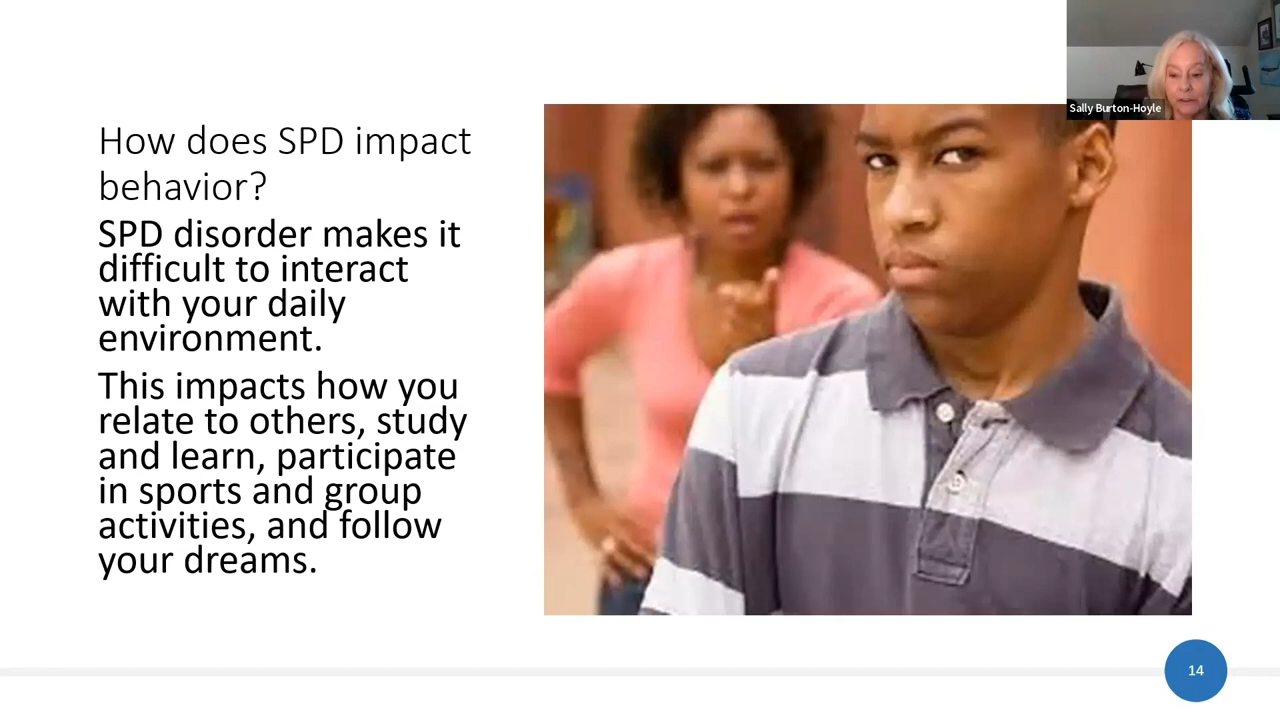 Sally Burton-Hoyle
How does SPD impact
behavior?
SPD disorder makes it
difficult to interact
with your daily
environment.
This impacts how you
relate to others, study
and learn, participate
in sports and group
activities, and follow
your dreams.
14